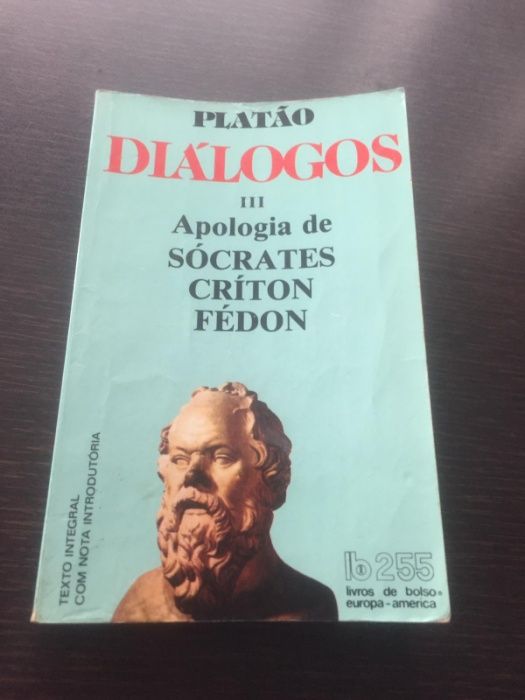 PLATÃO
DIÁLOGOS
III
Apologia de
SÓCRATES
CRÍTON
FÉDON
TEXTO INTEGRAL
COM NOTA INTRODUTÓRIA
lb 255
livros de bolso
europa-america